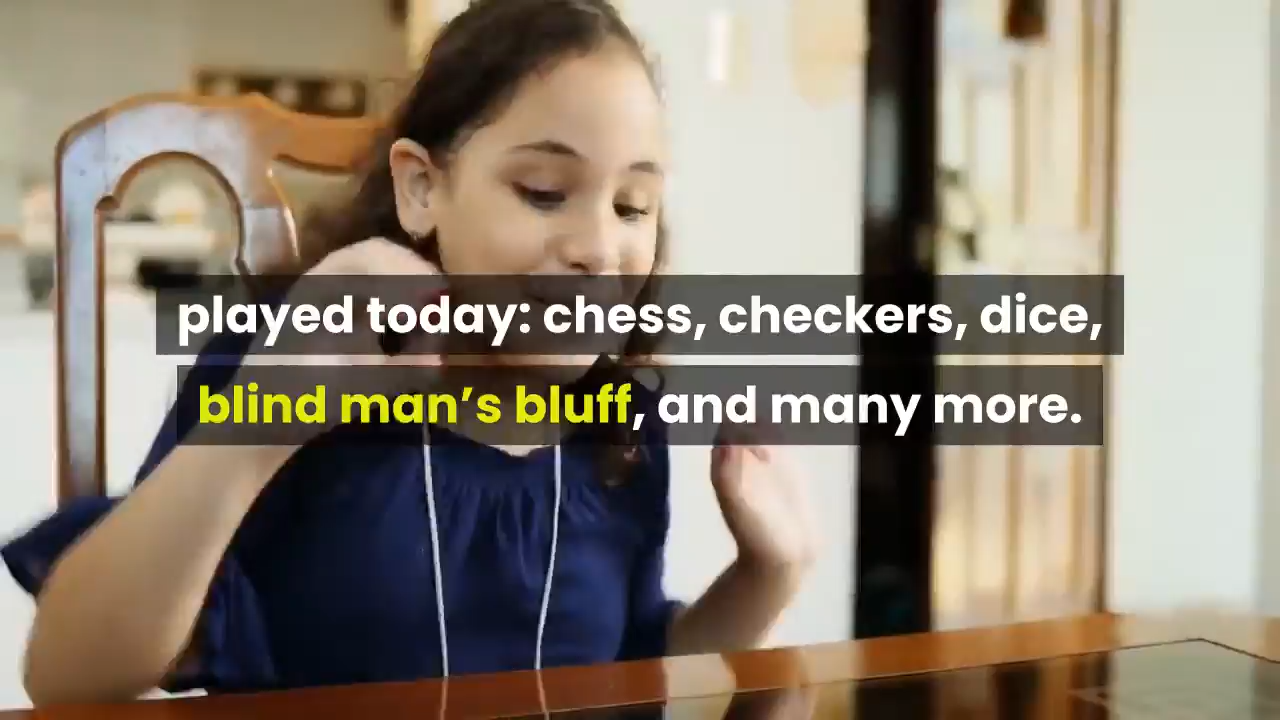 played today: chess, checkers, dice,
blind man’s bluff, and many more.